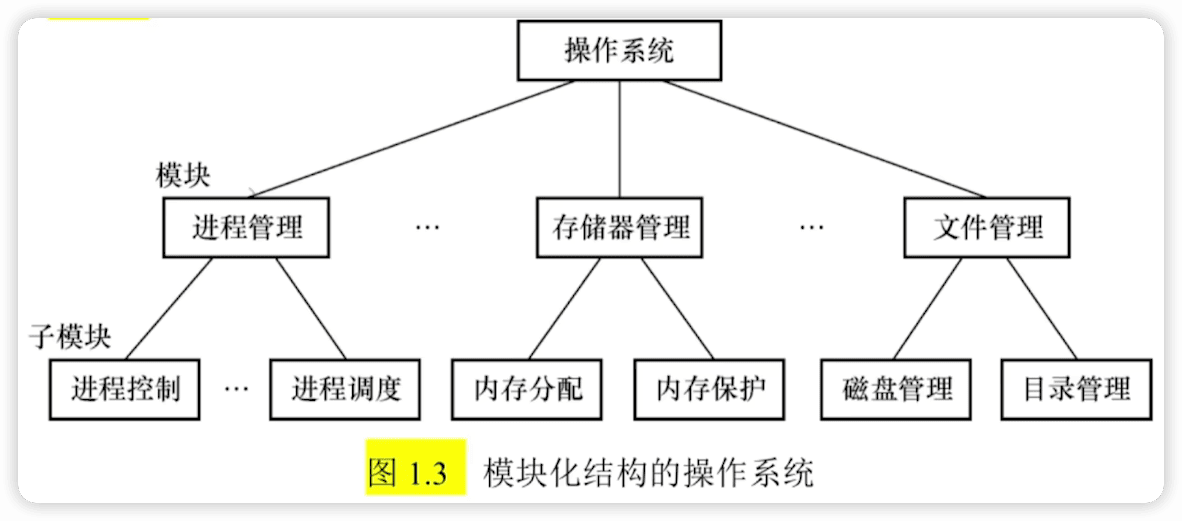 操作系统
模块
进程管理 … 存储器管理 … 文件管理
子模块
进程控制 … 进程调度 内存分配 内存保护 磁盘管理 目录管理
图 1.3 模块化结构的操作系统